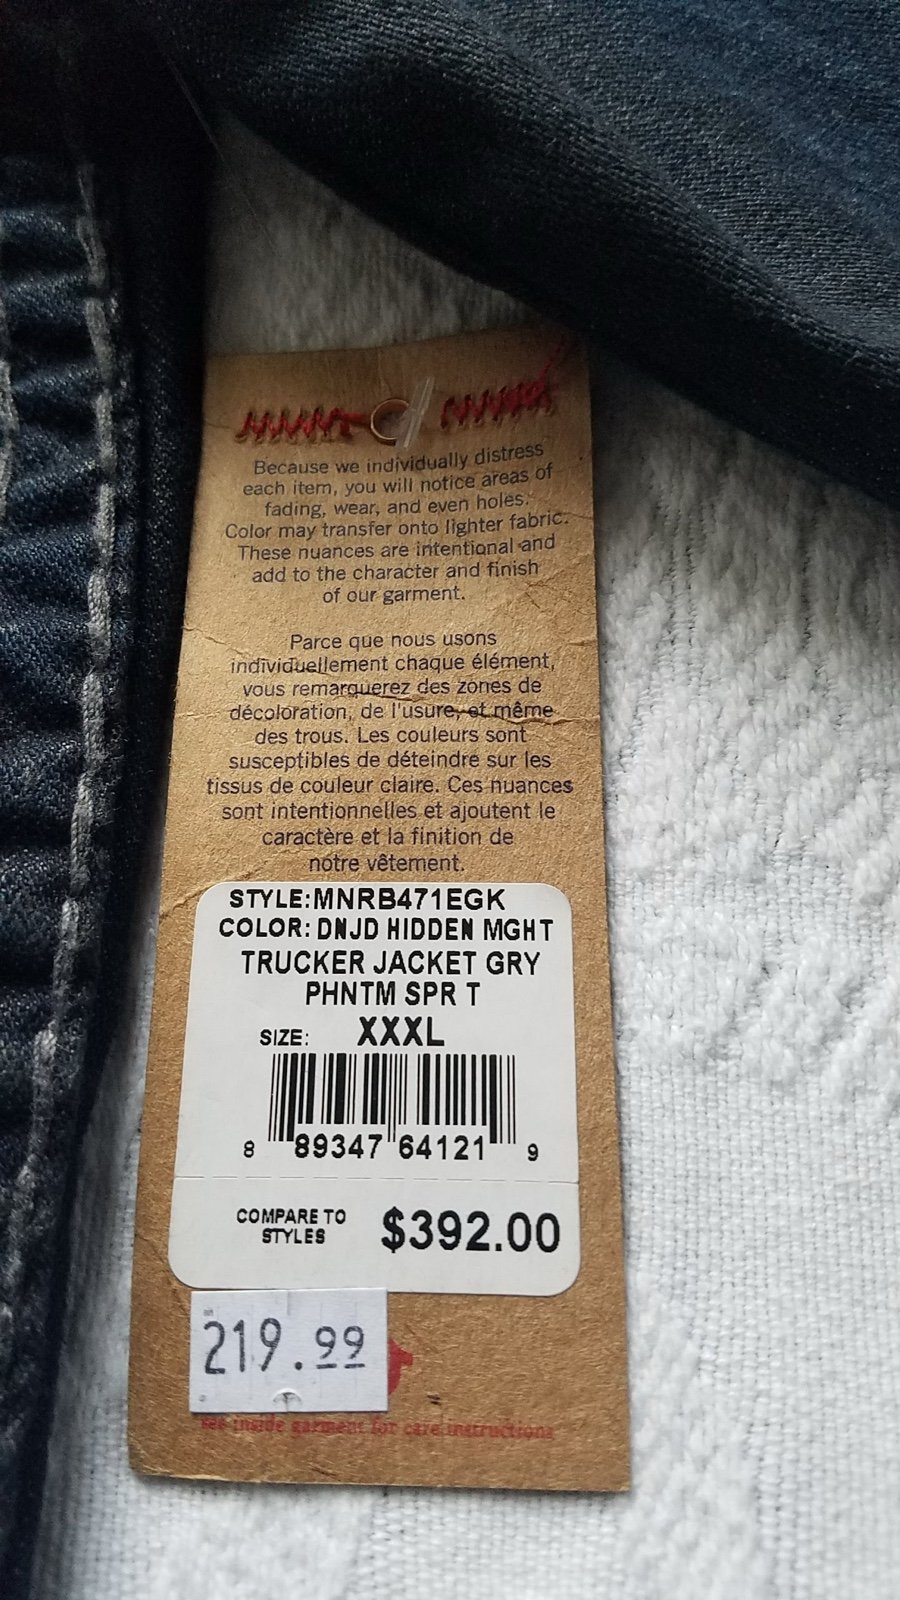 Because we individually distress
each item, you will notice areas of
fading, wear, and even holes.
Color may transfer onto lighter fabric.
These nuances are intentional and
add to the character and finish
of our garment.
Parce que nous usons
individuellement chaque élément,
vous remarquerez des zones de
décoloration, de l'usure, et même
des trous. Les couleurs sont
susceptibles de déteindre sur les
tissus de couleur claire. Ces nuances
sont intentionnelles et ajoutent le
caractère et la finition de
notre vêtement.
STYLE:MNRB471EGK
COLOR: DNJD HIDDEN MGHT
TRUCKER JACKET GRY
PHNTM SPR T
SIZE: XXXL
8 89347 64121 9
COMPARE TO
STYLES
$392.00
219.99
see inside garment for care instructions